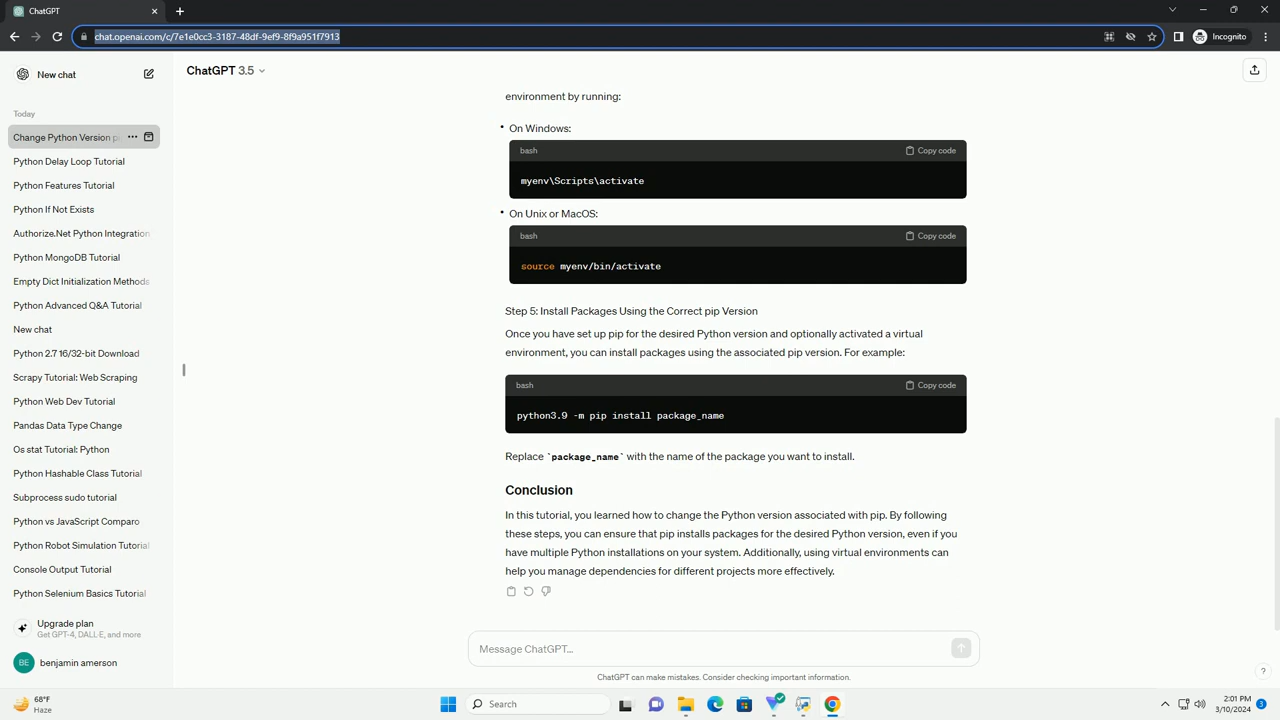 ChatGPT
chat.openai.com/c/7e1e0cc3-3187-48df-9ef9-8f9a951f7913
Incognito
New chat
ChatGPT 3.5
Today
Change Python Version p
Python Delay Loop Tutorial
Python Features Tutorial
Python If Not Exists
Authorize.Net Python Integration
Python MongoDB Tutorial
Empty Dict Initialization Methods
Python Advanced Q&A Tutorial
New chat
Python 2.7 16/32-bit Download
Scrapy Tutorial: Web Scraping
Python Web Dev Tutorial
Pandas Data Type Change
Os stat Tutorial: Python
Python Hashable Class Tutorial
Subprocess sudo tutorial
Python vs JavaScript Comparo
Python Robot Simulation Tutorial
Console Output Tutorial
Python Selenium Basics Tutorial
Upgrade plan
Get GPT-4, DALL·E, and more
BE benjamin amerson
environment by running:
• On Windows:
bash Copy code
myenv\Scripts\activate
• On Unix or MacOS:
bash Copy code
source myenv/bin/activate
Step 5: Install Packages Using the Correct pip Version
Once you have set up pip for the desired Python version and optionally activated a virtual
environment, you can install packages using the associated pip version. For example:
bash Copy code
python3.9 -m pip install package_name
Replace `package_name` with the name of the package you want to install.
Conclusion
In this tutorial, you learned how to change the Python version associated with pip. By following
these steps, you can ensure that pip installs packages for the desired Python version, even if you
have multiple Python installations on your system. Additionally, using virtual environments can
help you manage dependencies for different projects more effectively.
Message ChatGPT...
ChatGPT can make mistakes. Consider checking important information.
?
68°F
Haze
Search
2:01 PM
3/10/2024
3